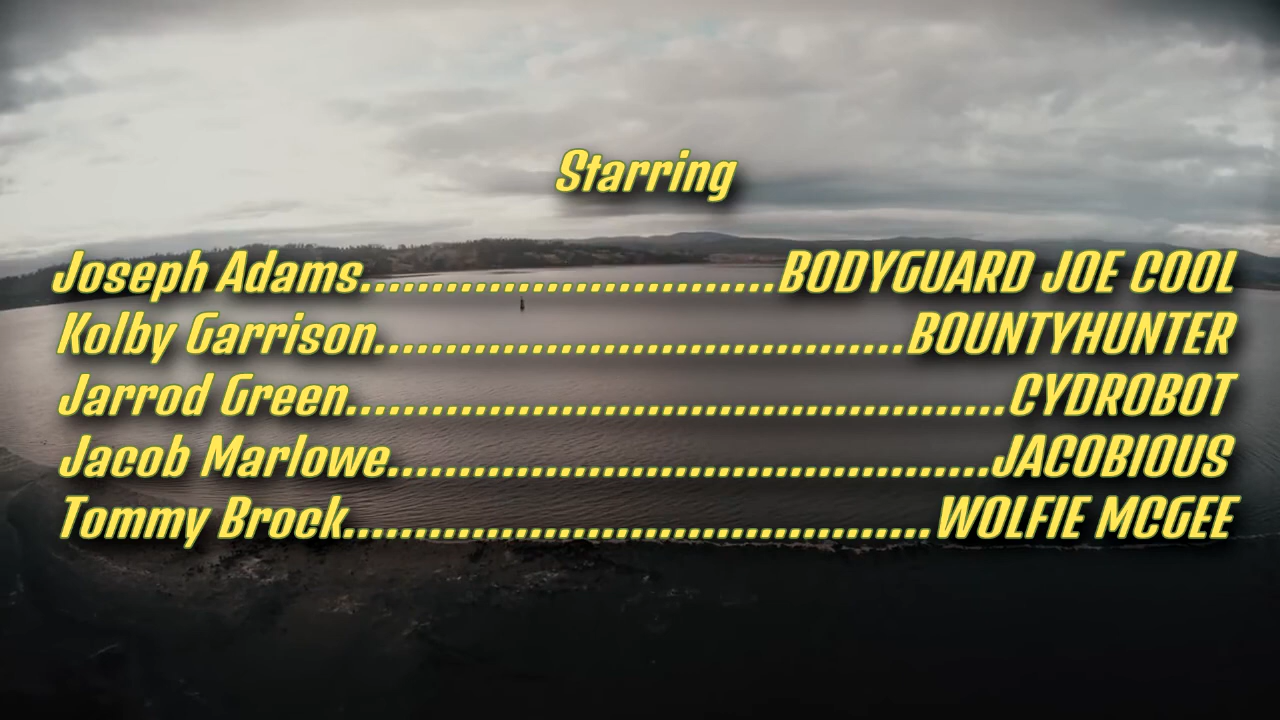 Starring
Joseph Adams.............................BODYGUARD JOE COOL
Kolby Garrison.....................................BOUNTYHUNTER
Jarrod Green..............................................CYDROBOT
Jacob Marlowe..........................................JACOBIOUS
Tommy Brock.........................................WOLFIE MCGEE